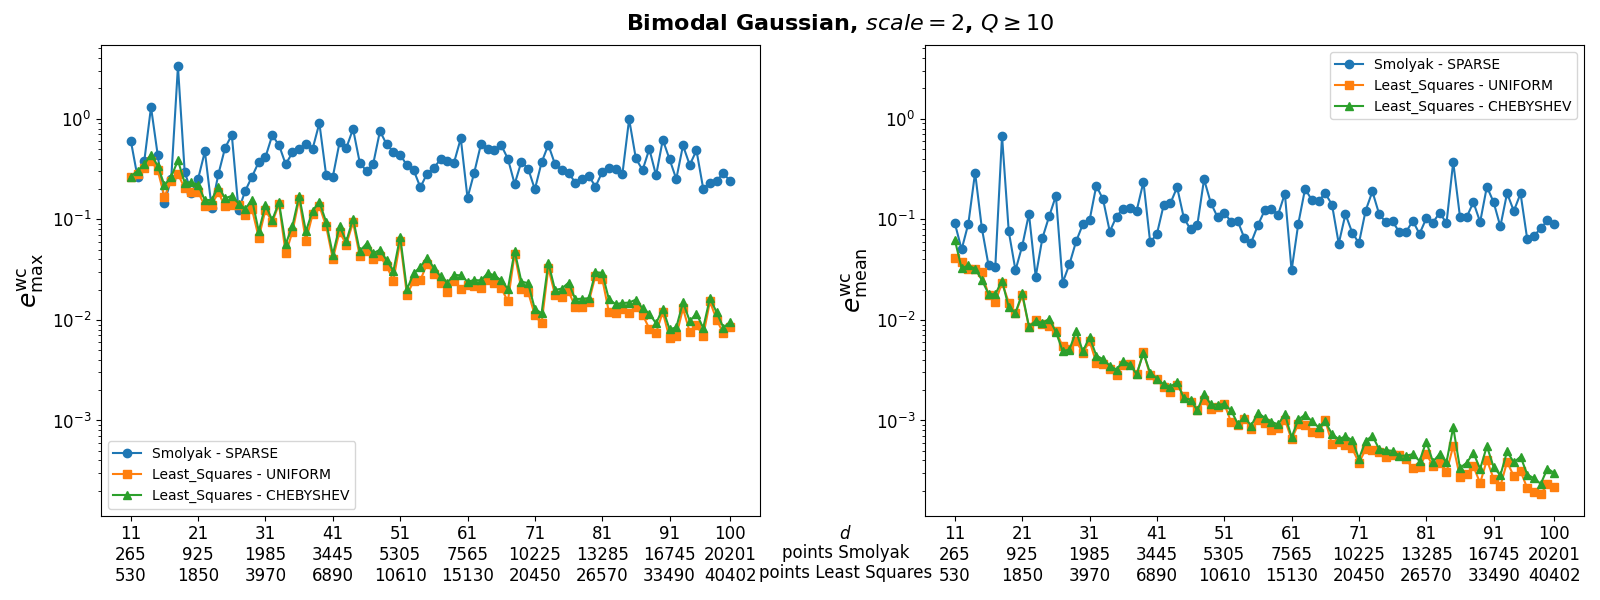 Bimodal Gaussian, scale = 2, Q ≥ 10
e^wc_max
10^0
10^-1
10^-2
10^-3
Smolyak - SPARSE
Least_Squares - UNIFORM
Least_Squares - CHEBYSHEV
11 21 31 41 51 61 71 81 91 100
265 925 1985 3445 5305 7565 10225 13285 16745 20201
530 1850 3970 6890 10610 15130 20450 26570 33490 40402
d
points Smolyak
points Least Squares
e^wc_mean
10^0
10^-1
10^-2
10^-3
Smolyak - SPARSE
Least_Squares - UNIFORM
Least_Squares - CHEBYSHEV
11 21 31 41 51 61 71 81 91 100
265 925 1985 3445 5305 7565 10225 13285 16745 20201
530 1850 3970 6890 10610 15130 20450 26570 33490 40402